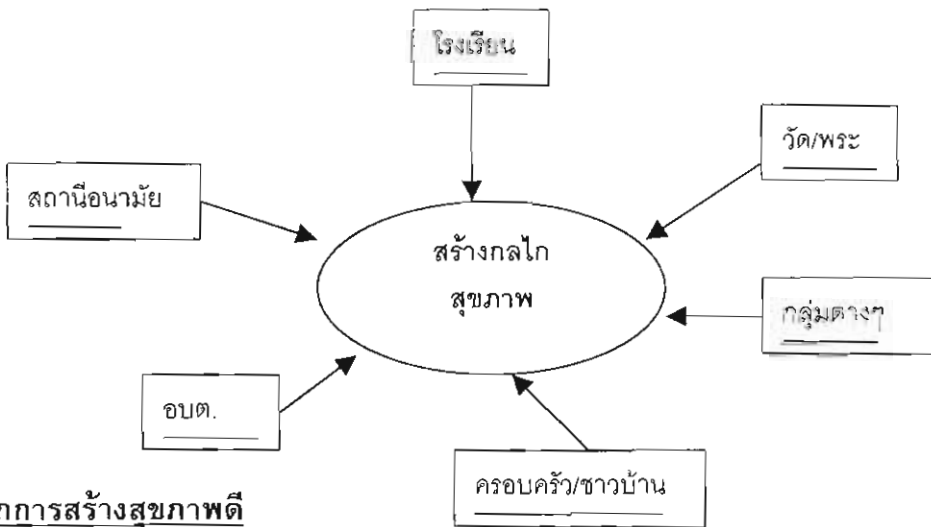 โรงเรียน
วัด/พระ
สถานีอนามัย
สร้างกลไก
สุขภาพ
กลุ่มต่างๆ
อบต.
ครอบครัว/ชาวบ้าน
การสร้างสุขภาพดี